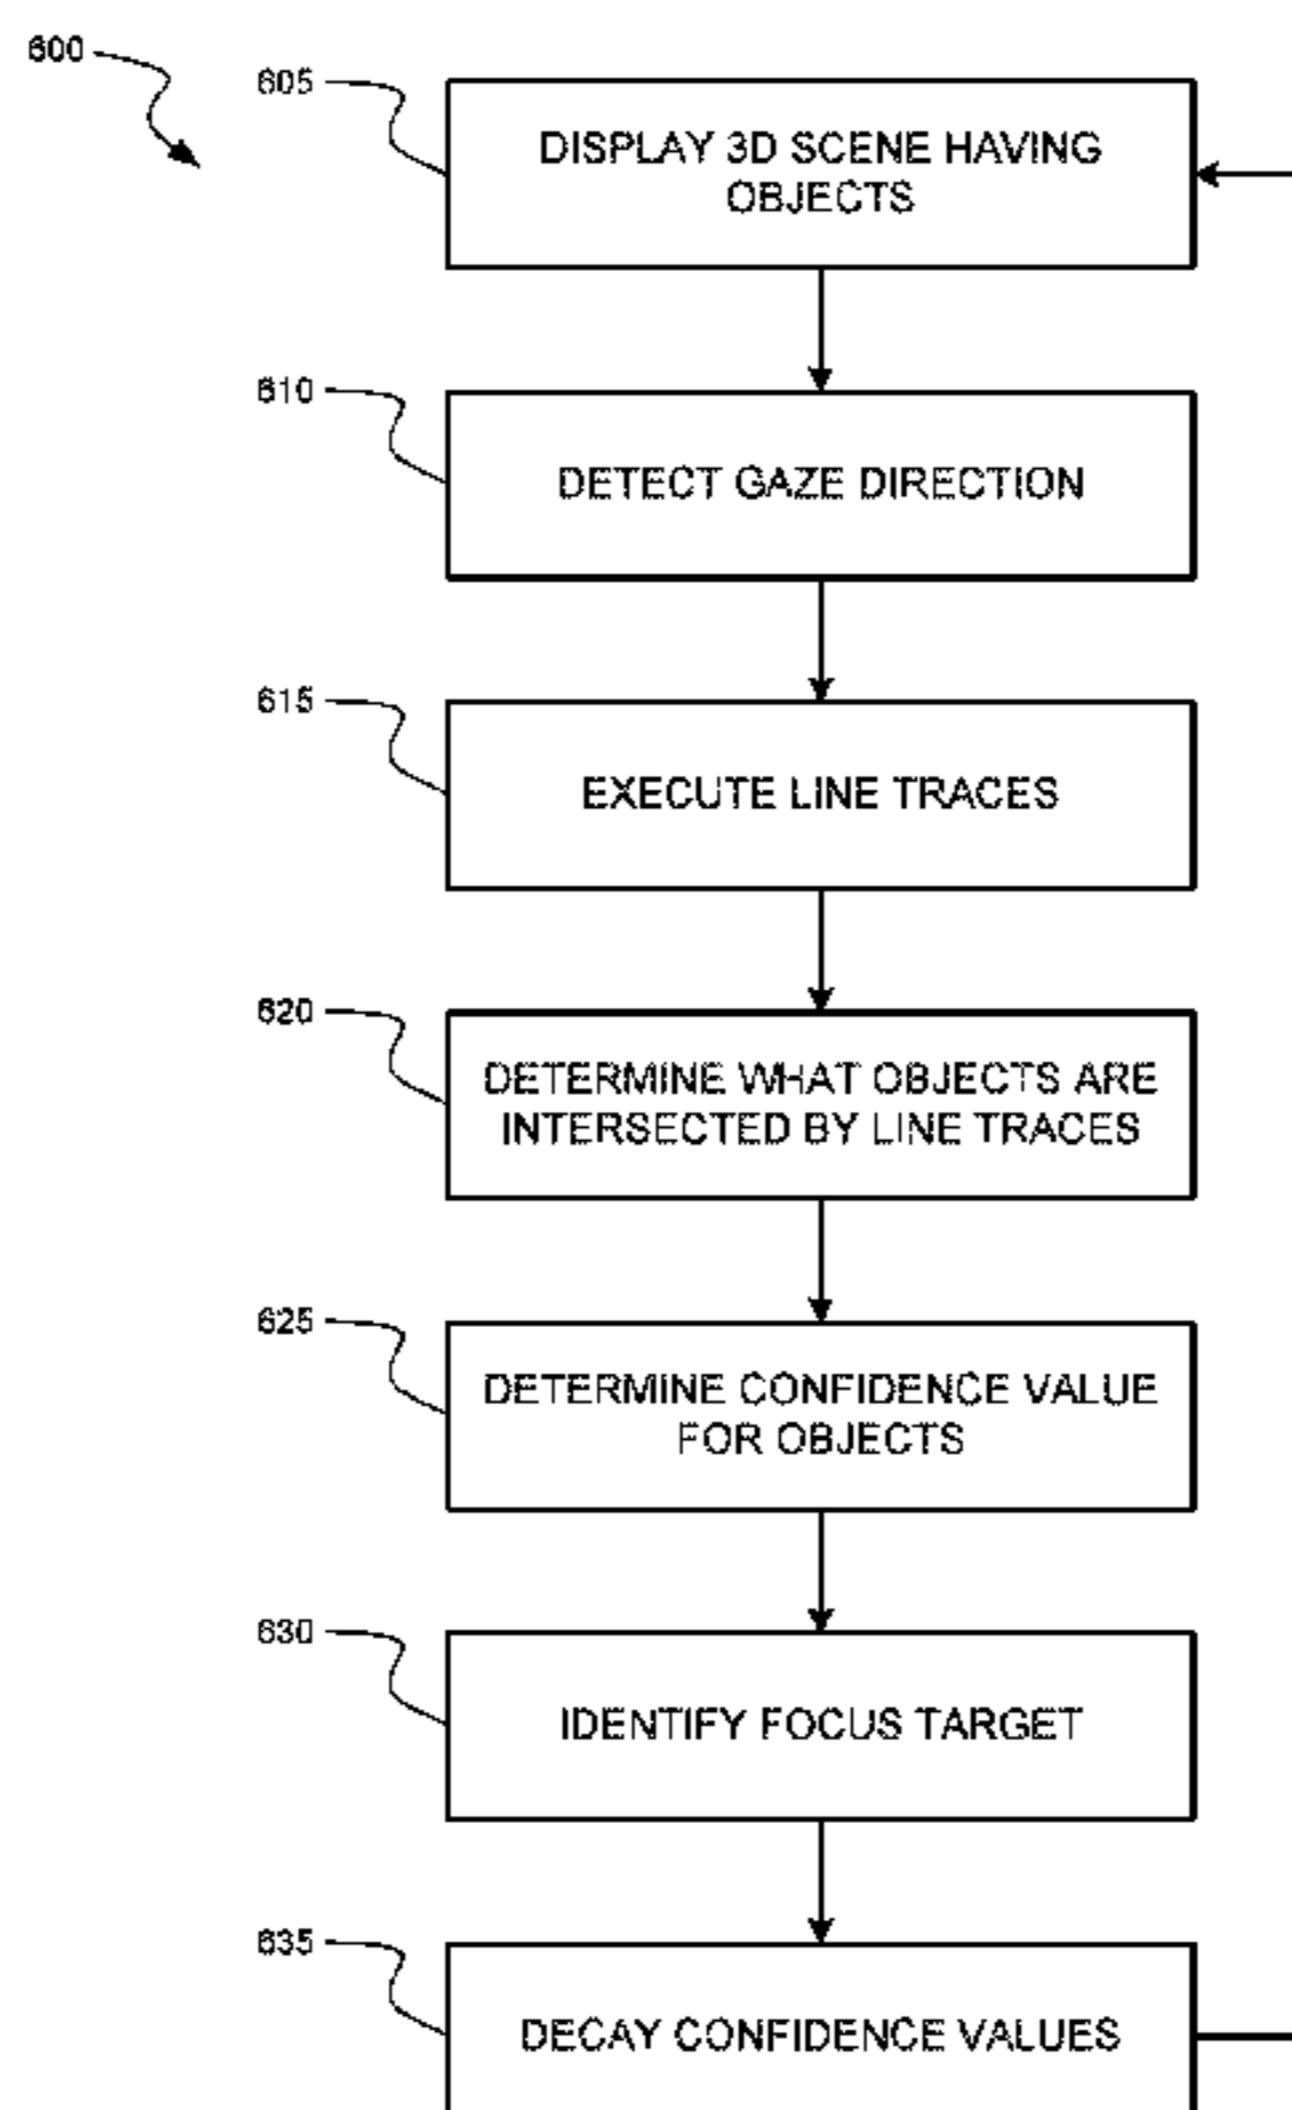 600
605
DISPLAY 3D SCENE HAVING
OBJECTS
610
DETECT GAZE DIRECTION
615
EXECUTE LINE TRACES
620
DETERMINE WHAT OBJECTS ARE
INTERSECTED BY LINE TRACES
625
DETERMINE CONFIDENCE VALUE
FOR OBJECTS
630
IDENTIFY FOCUS TARGET
635
DECAY CONFIDENCE VALUES